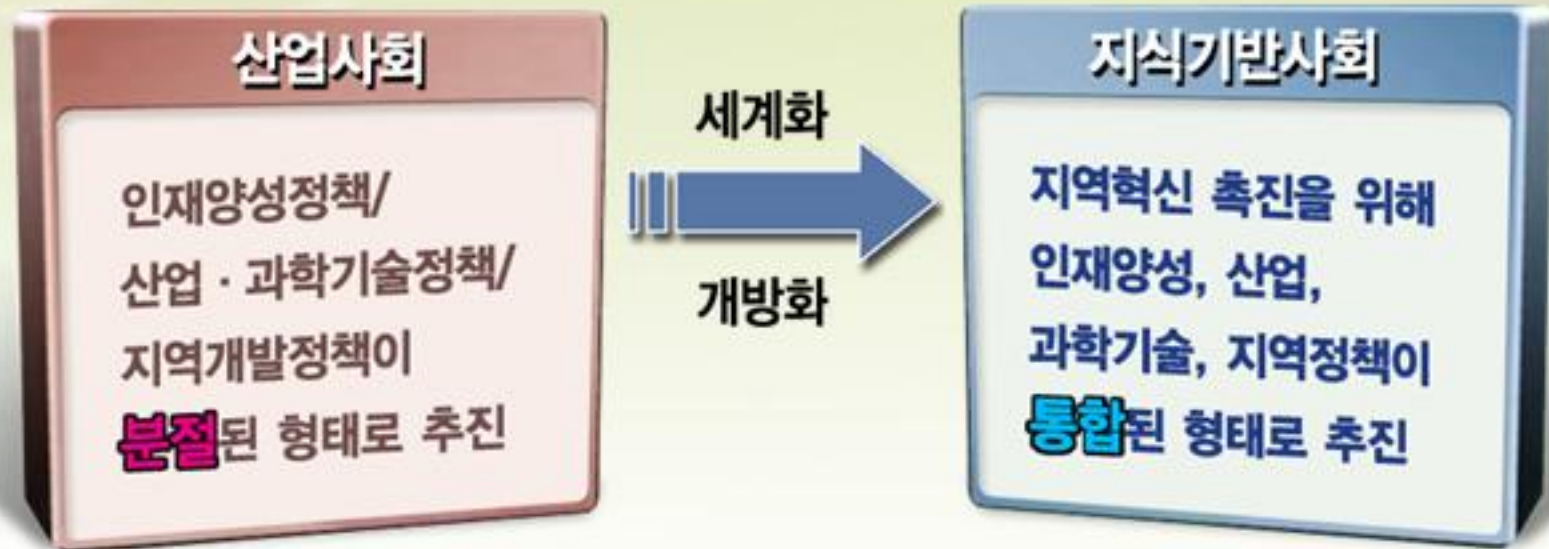 산업사회
인재양성정책/
산업 · 과학기술정책/
지역개발정책이
분절된 형태로 추진
세계화
개방화
지식기반사회
지역혁신 촉진을 위해
인재양성, 산업,
과학기술, 지역정책이
통합된 형태로 추진